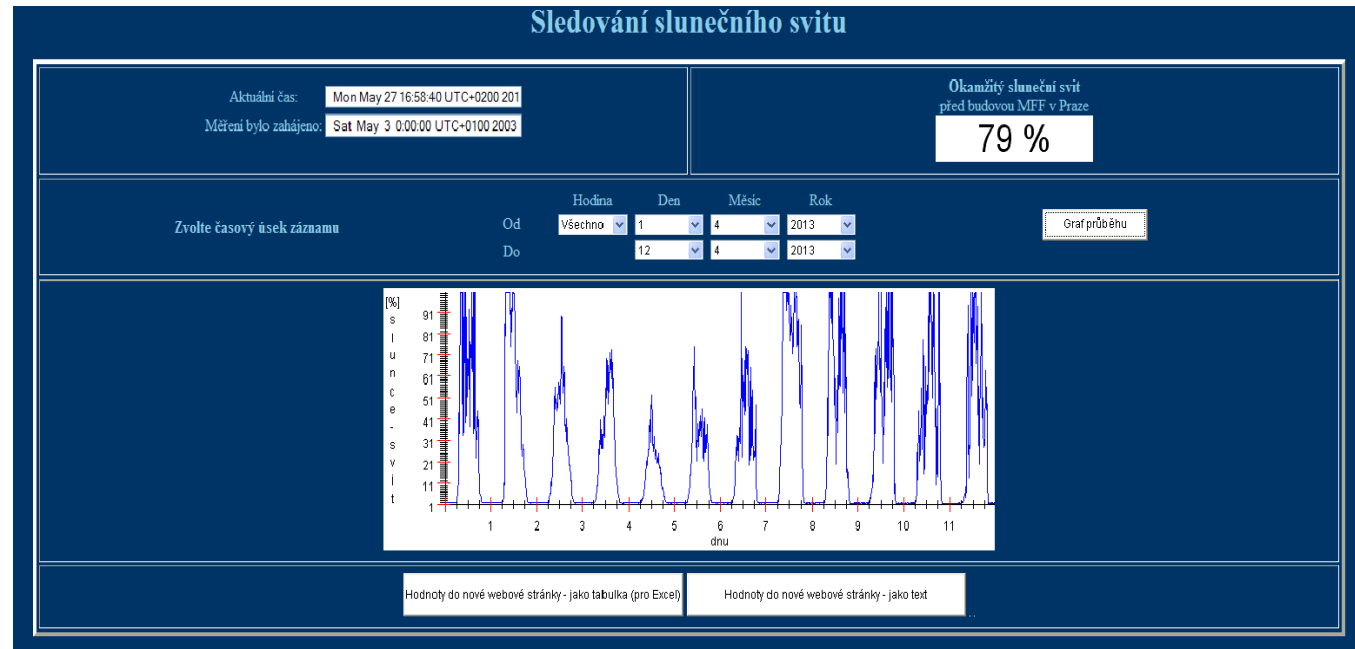 Sledování slunečního svitu
Aktuální čas: Mon May 27 16:58:40 UTC+0200 201
Měření bylo zahájeno: Sat May 3 0:00:00 UTC+0100 2003
Okamžitý sluneční svit
před budovou MFF v Praze
79 %
Zvolte časový úsek záznamu
Hodina Den Měsíc Rok
Od Všechno 1 4 2013
Do 12 4 2013
Graf průběhu
[%]
s l u n c e - s v i t
91
81
71
61
51
41
31
21
11
1
1 2 3 4 5 6 7 8 9 10 11
dnu
Hodnoty do nové webové stránky - jako tabulka (pro Excel)
Hodnoty do nové webové stránky - jako text
..